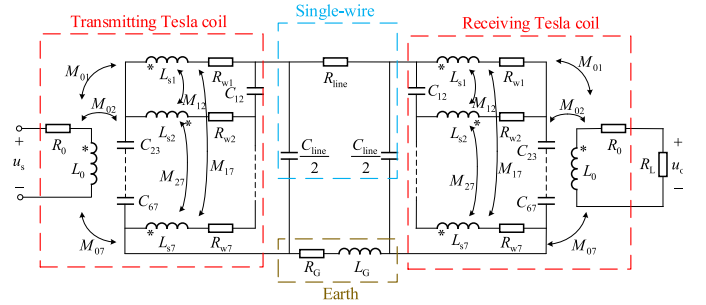 Transmitting Tesla coil
Single-wire
Receiving Tesla coil
M01
* Ls1
Rw1
Rline
* Ls1
Rw1
M01
M02
M12
C12
C12
M12
M02
+
us
−
R0
* L0
Ls2 *
Rw2
C23
M27
M17
Cline/2
Cline/2
Ls2 *
Rw2
C23
M27
M17
* L0
R0
RL
+
uo
−
C67
C67
M07
* Ls7
Rw7
* Ls7
Rw7
M07
RG
LG
Earth